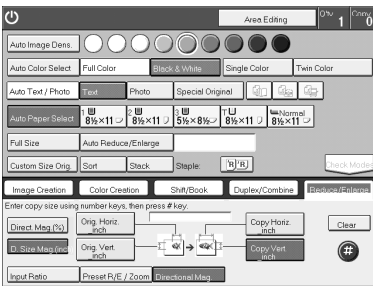 Area Editing
Orig.
1
Copy
0
Auto Image Dens.
Auto Color Select Full Color Black & White Single Color Twin Color
Auto Text / Photo Text Photo Special Original
Auto Paper Select 1 8½×11 2 8½×11 3 5½×8½ T 8½×11 Normal 8½×11
Full Size Auto Reduce/Enlarge
Custom Size Orig. Sort Stack Staple: R R Check Modes
Image Creation Color Creation Shift/Book Duplex/Combine Reduce/Enlarge
Enter copy size using number keys, then press # key.
Direct. Mag.(%) Orig. Horiz. _inch Copy Horiz. _inch Clear
D. Size Mag.(inch Orig. Vert. _inch Copy Vert _inch #
Input Ratio Preset R/E / Zoom Directional Mag.